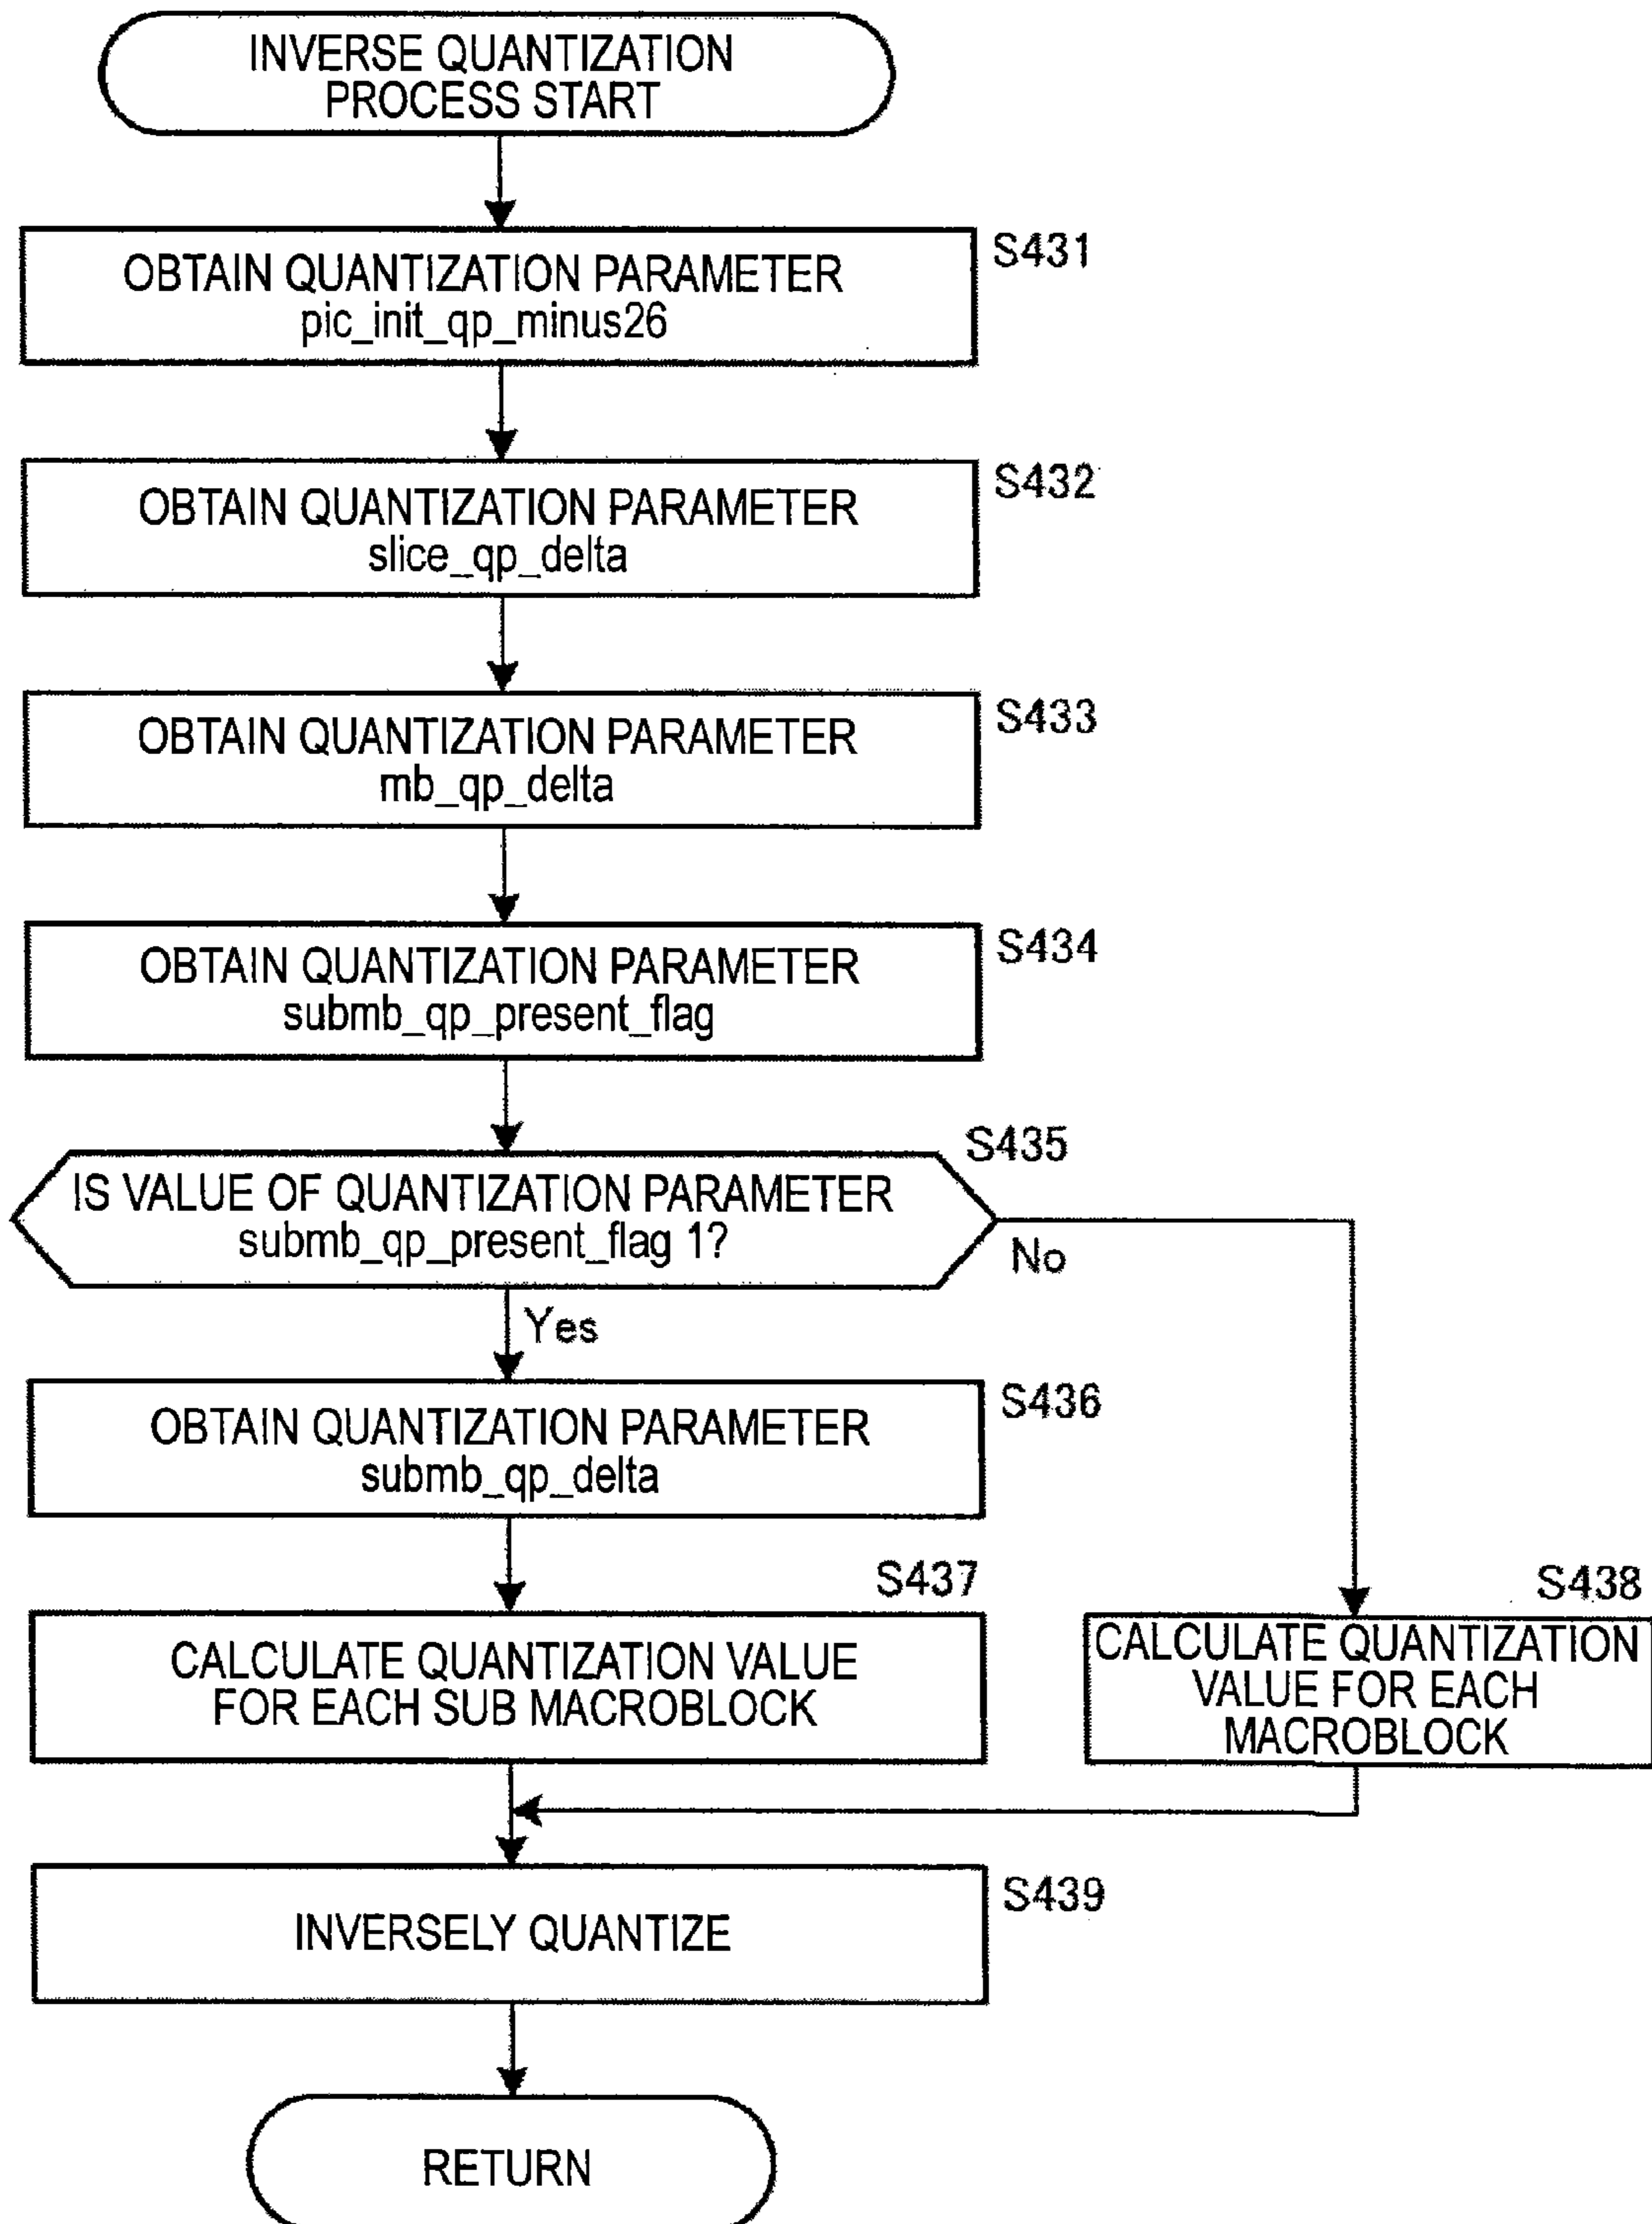 INVERSE QUANTIZATION
PROCESS START
OBTAIN QUANTIZATION PARAMETER
pic_init_qp_minus26
S431
OBTAIN QUANTIZATION PARAMETER
slice_qp_delta
S432
OBTAIN QUANTIZATION PARAMETER
mb_qp_delta
S433
OBTAIN QUANTIZATION PARAMETER
submb_qp_present_flag
S434
IS VALUE OF QUANTIZATION PARAMETER
submb_qp_present_flag 1?
S435
No
Yes
OBTAIN QUANTIZATION PARAMETER
submb_qp_delta
S436
S437
CALCULATE QUANTIZATION VALUE
FOR EACH SUB MACROBLOCK
S438
CALCULATE QUANTIZATION
VALUE FOR EACH
MACROBLOCK
INVERSELY QUANTIZE
S439
RETURN